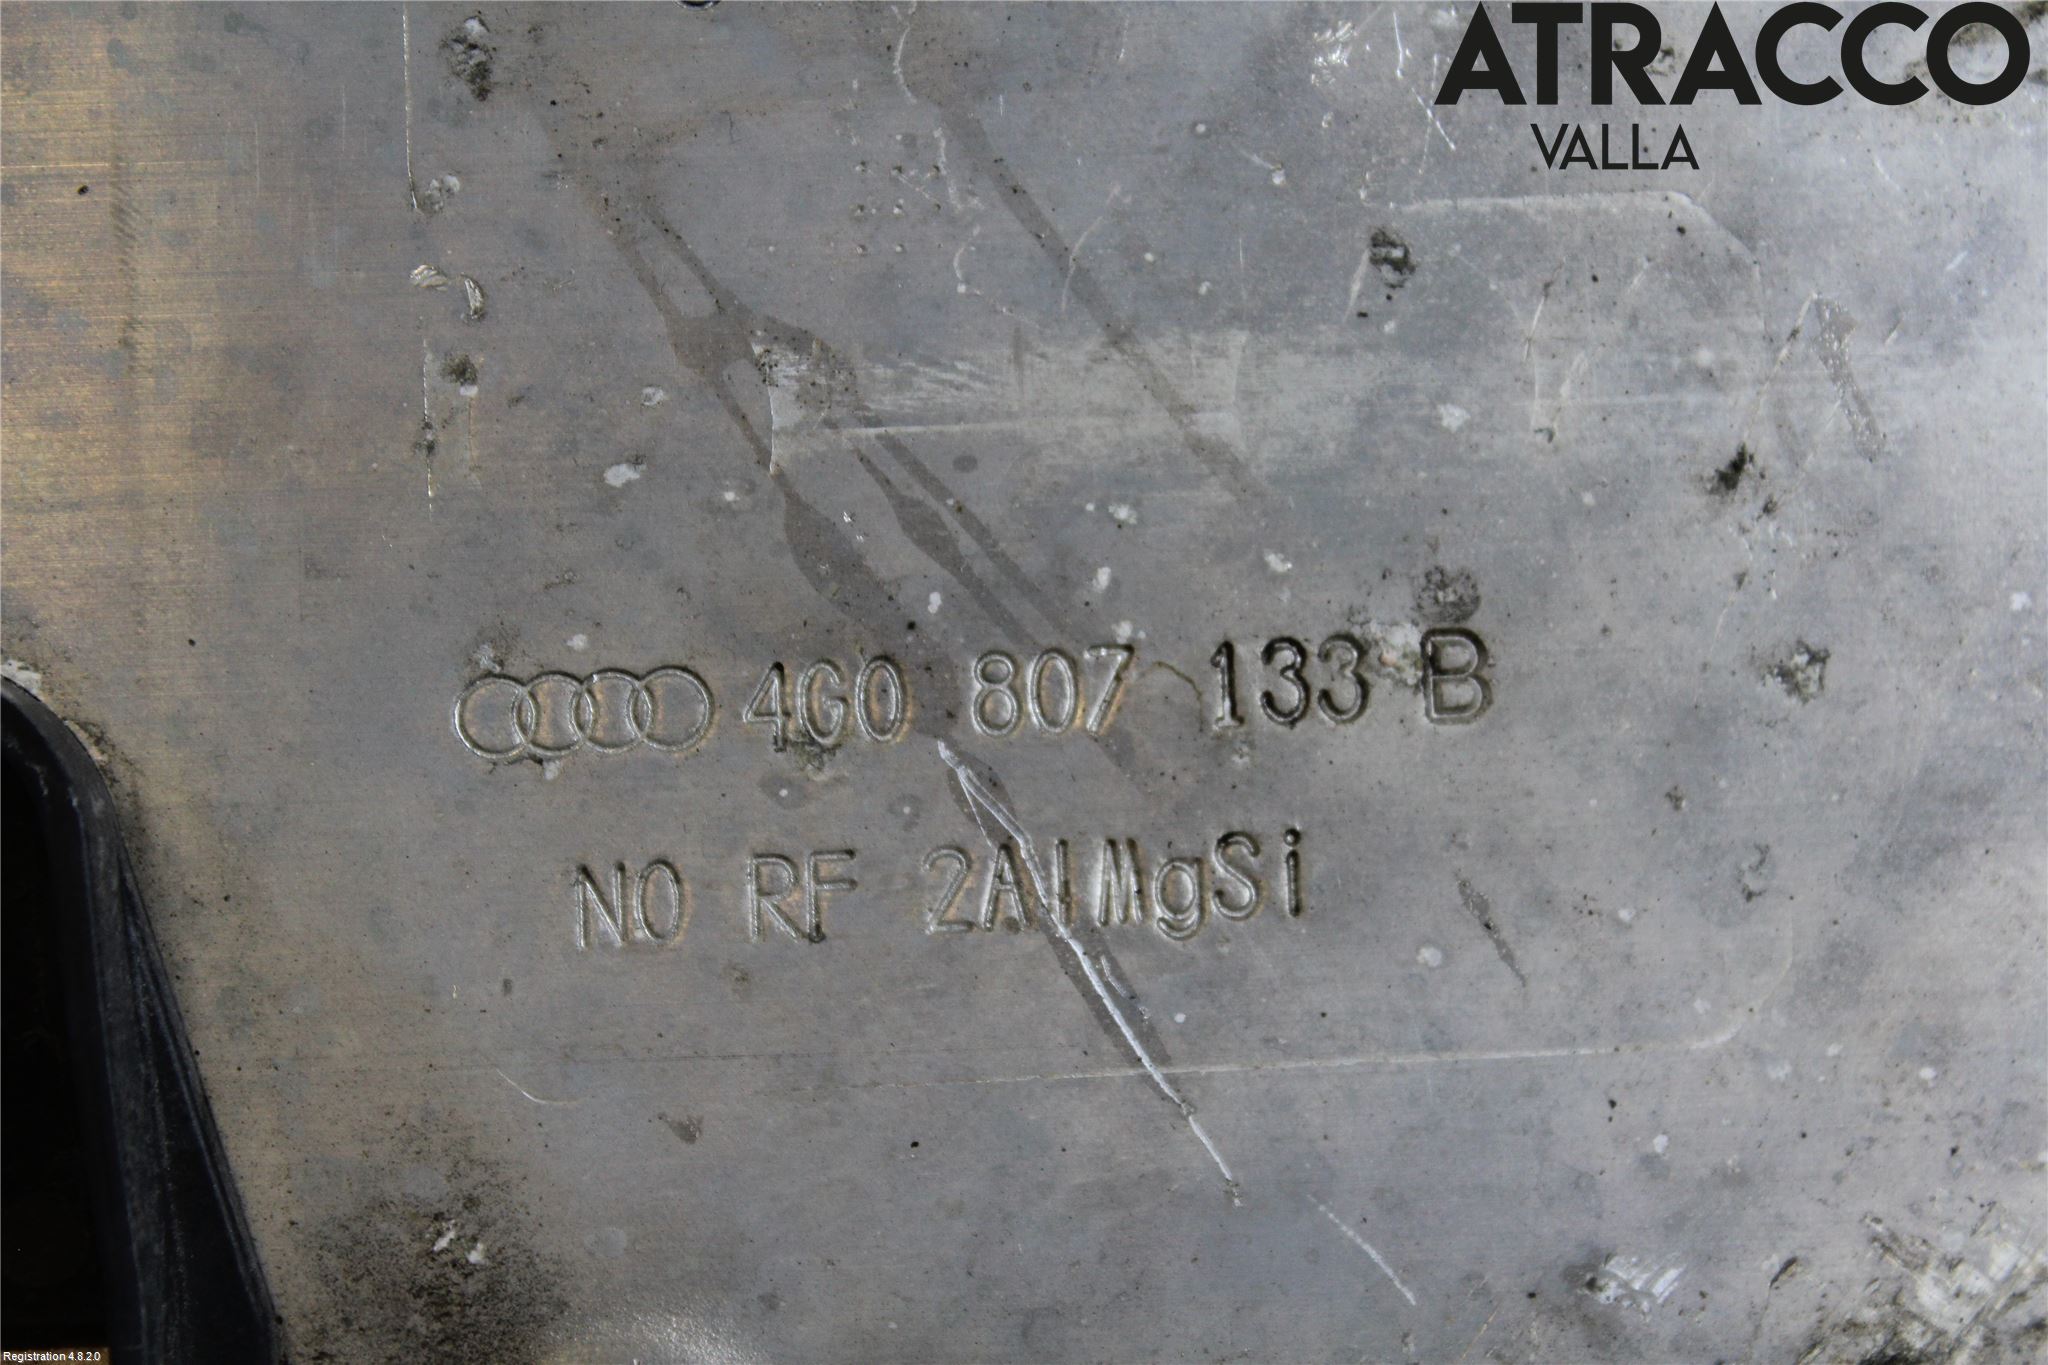 ATRACCO
VALLA
4G0 807 133 B
NO RF 2AlMgSi
Registration 4.8.2.0